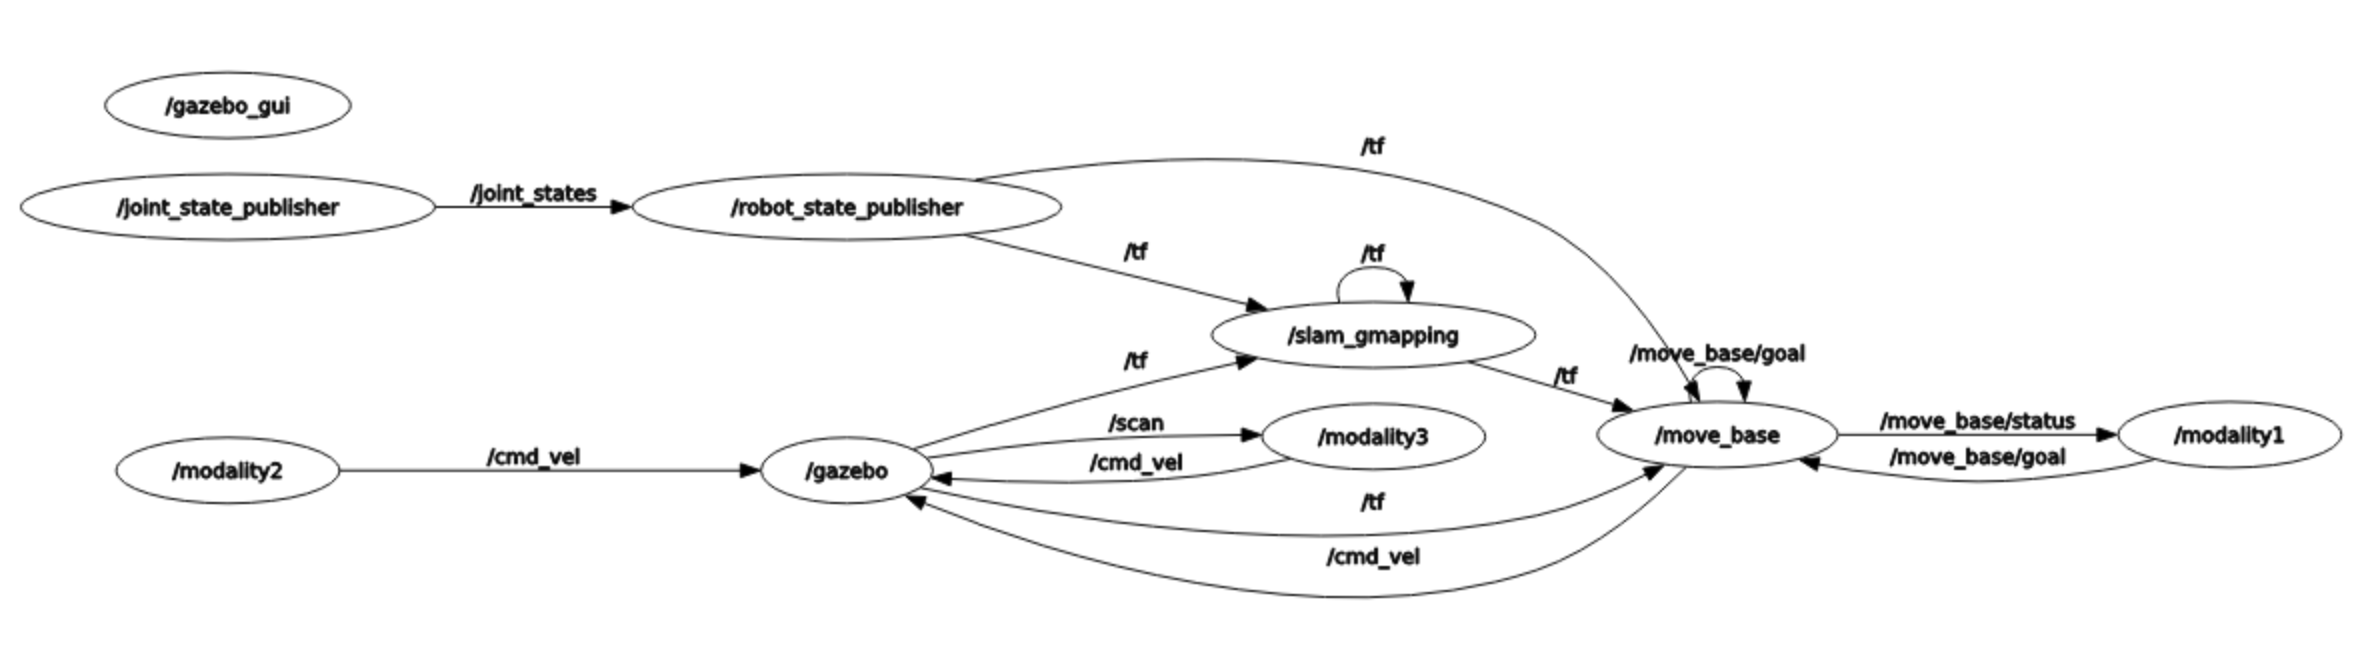 /gazebo_gui
/tf
/joint_state_publisher
/joint_states
/robot_state_publisher
/tf
/tf
/slam_gmapping
/tf
/tf
/move_base/goal
/modality2
/cmd_vel
/gazebo
/scan
/modality3
/cmd_vel
/move_base
/move_base/status
/modality1
/move_base/goal
/tf
/cmd_vel